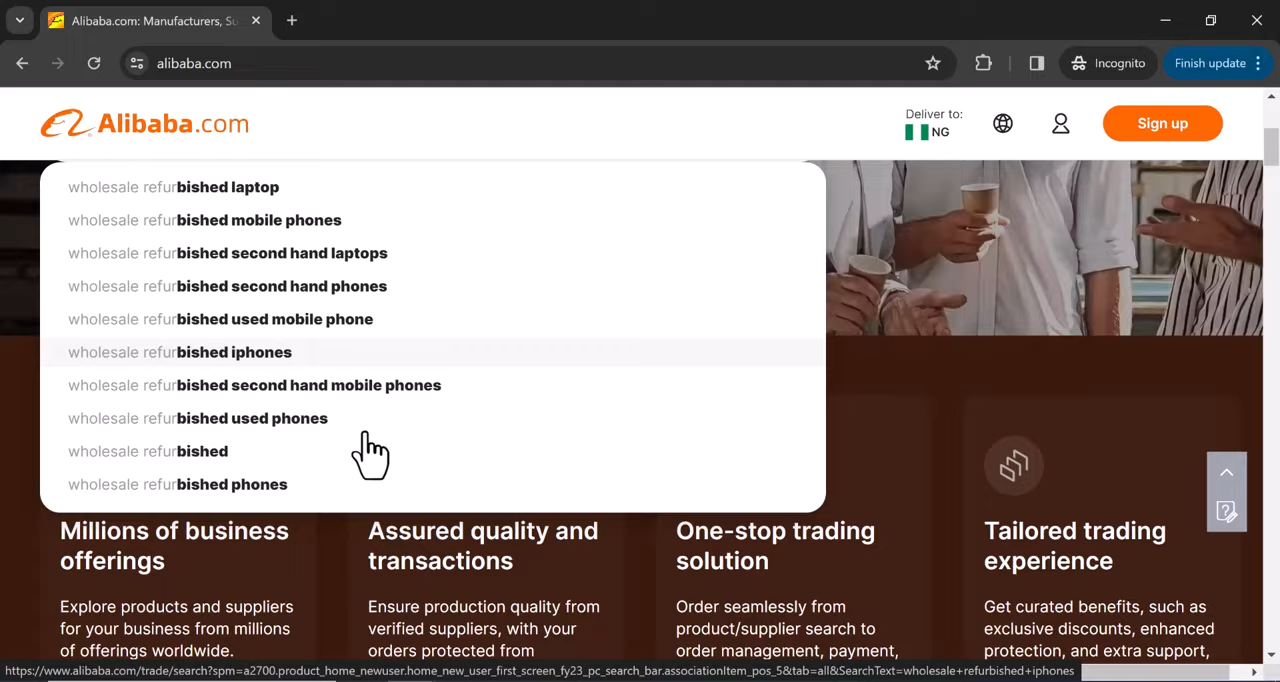 Alibaba.com: Manufacturers, Su
alibaba.com
Incognito
Finish update
Alibaba.com
Deliver to:
NG
Sign up
wholesale refurbished laptop
wholesale refurbished mobile phones
wholesale refurbished second hand laptops
wholesale refurbished second hand phones
wholesale refurbished used mobile phone
wholesale refurbished iphones
wholesale refurbished second hand mobile phones
wholesale refurbished used phones
wholesale refurbished
wholesale refurbished phones
Millions of business
offerings
Explore products and suppliers
for your business from millions
of offerings worldwide.
Assured quality and
transactions
Ensure production quality from
verified suppliers, with your
orders protected from
One-stop trading
solution
Order seamlessly from
product/supplier search to
order management, payment,
Tailored trading
experience
Get curated benefits, such as
exclusive discounts, enhanced
protection, and extra support,
https://www.alibaba.com/trade/search?spm=a2700.product_home_newuser.home_new_user_first_screen_fy23_pc_search_bar.associationItem_pos_5&tab=all&SearchText=wholesale+refurbished+iphones